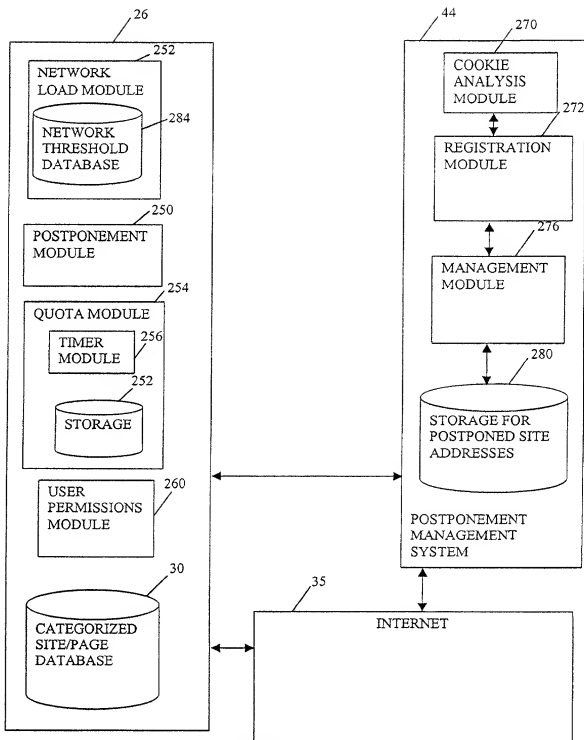 26
252
NETWORK
LOAD MODULE
284
NETWORK
THRESHOLD
DATABASE
250
POSTPONEMENT
MODULE
254
QUOTA MODULE
TIMER
MODULE
256
252
STORAGE
USER
PERMISSIONS
MODULE
260
30
CATEGORIZED
SITE/PAGE
DATABASE
44
270
COOKIE
ANALYSIS
MODULE
272
REGISTRATION
MODULE
276
MANAGEMENT
MODULE
280
STORAGE FOR
POSTPONED SITE
ADDRESSES
POSTPONEMENT
MANAGEMENT
SYSTEM
35
INTERNET